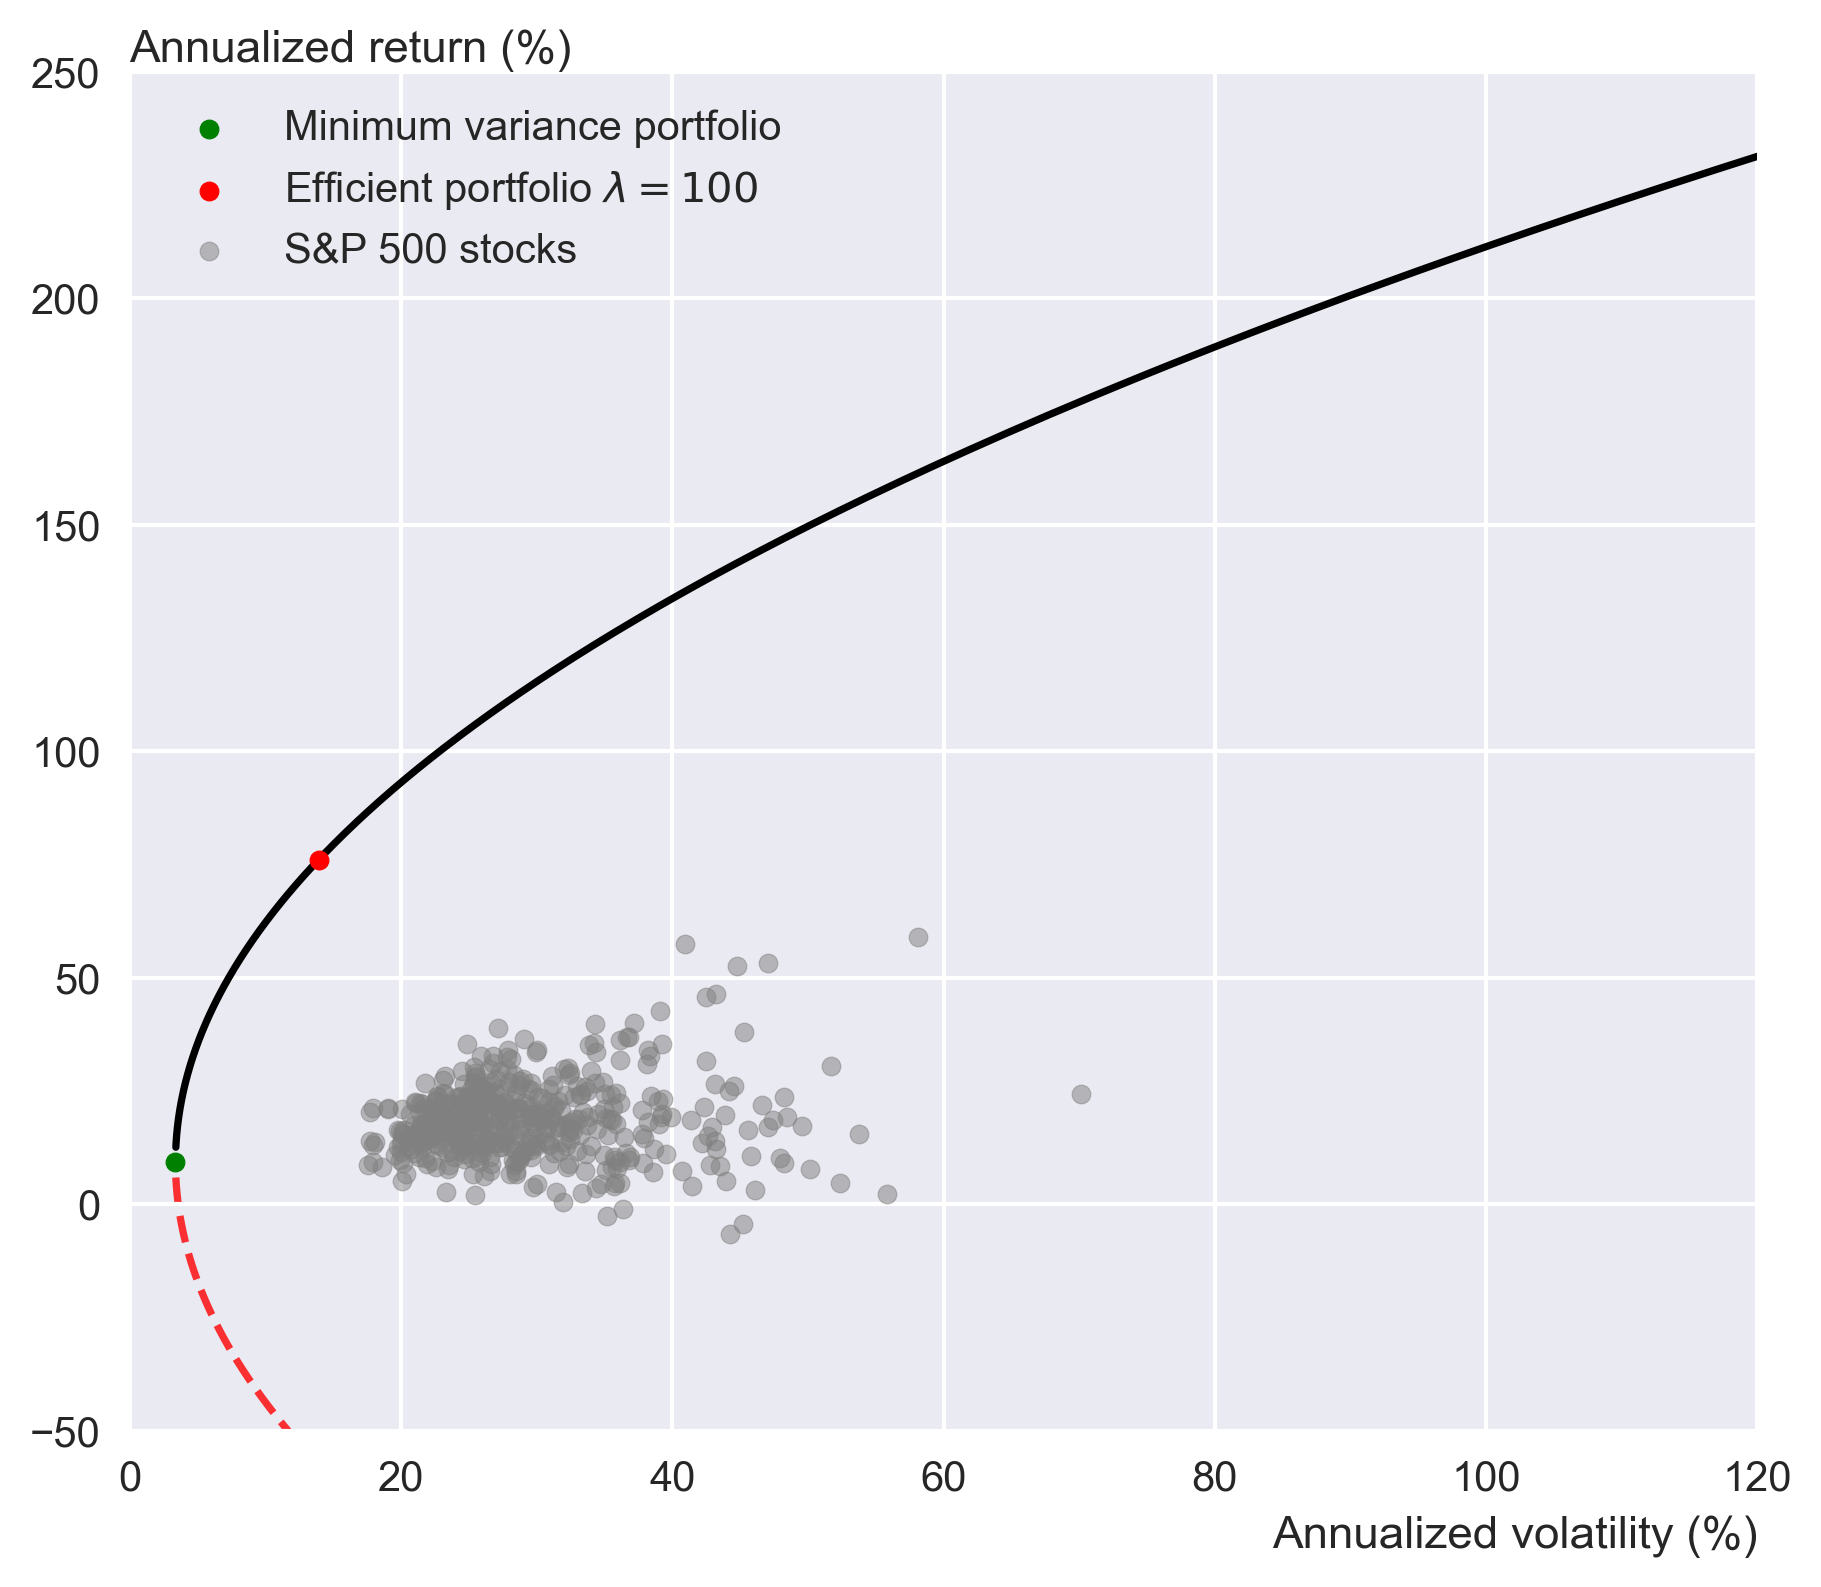 Annualized return (%)
250
Minimum variance portfolio
Efficient portfolio λ = 100
S&P 500 stocks
200
150
100
50
0
−50
0 20 40 60 80 100 120
Annualized volatility (%)